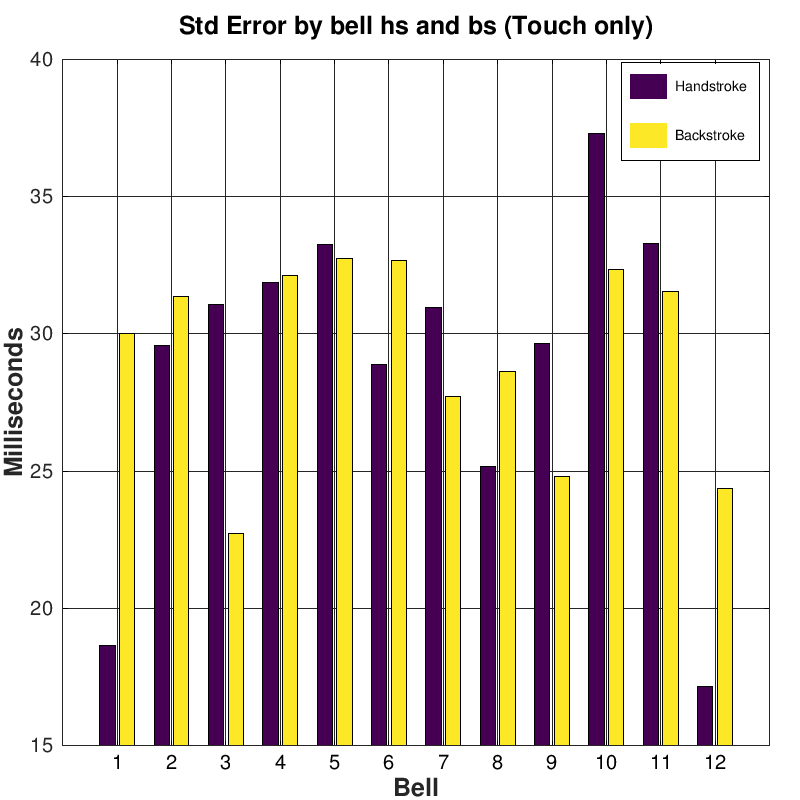 Std Error by bell hs and bs (Touch only)
Handstroke
Backstroke
40
35
30
25
20
15
Milliseconds
1 2 3 4 5 6 7 8 9 10 11 12
Bell